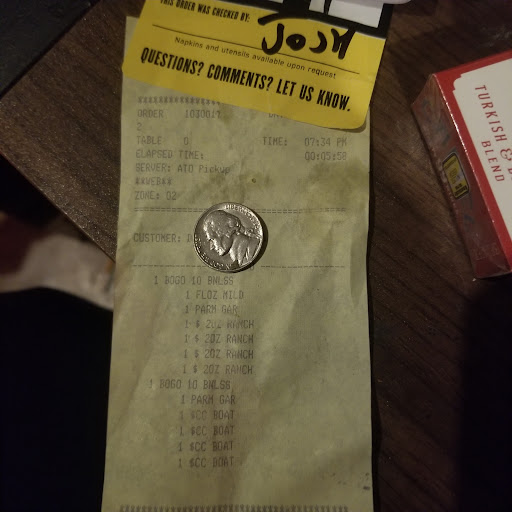 THIS ORDER WAS CHECKED BY:
JOSH
Napkins and utensils available upon request
QUESTIONS? COMMENTS? LET US KNOW.
ORDER
2
TABLE 0 TIME: 07:34 PM
ELAPSED TIME: 00:05:58
SERVER: ATO Pickup
**WEB**
ZONE: 02
CUSTOMER:
LIBERTY
1 BOGO 10 BNLSS
1 FLOZ MILD
1 PARM GAR
1 $ 2OZ RANCH
1 $ 2OZ RANCH
1 $ 2OZ RANCH
1 $ 2OZ RANCH
1 BOGO 10 BNLSS
1 PARM GAR
1 $CC BOAT
1 $CC BOAT
1 $CC BOAT
1 $CC BOAT
TURKISH &
BLEND